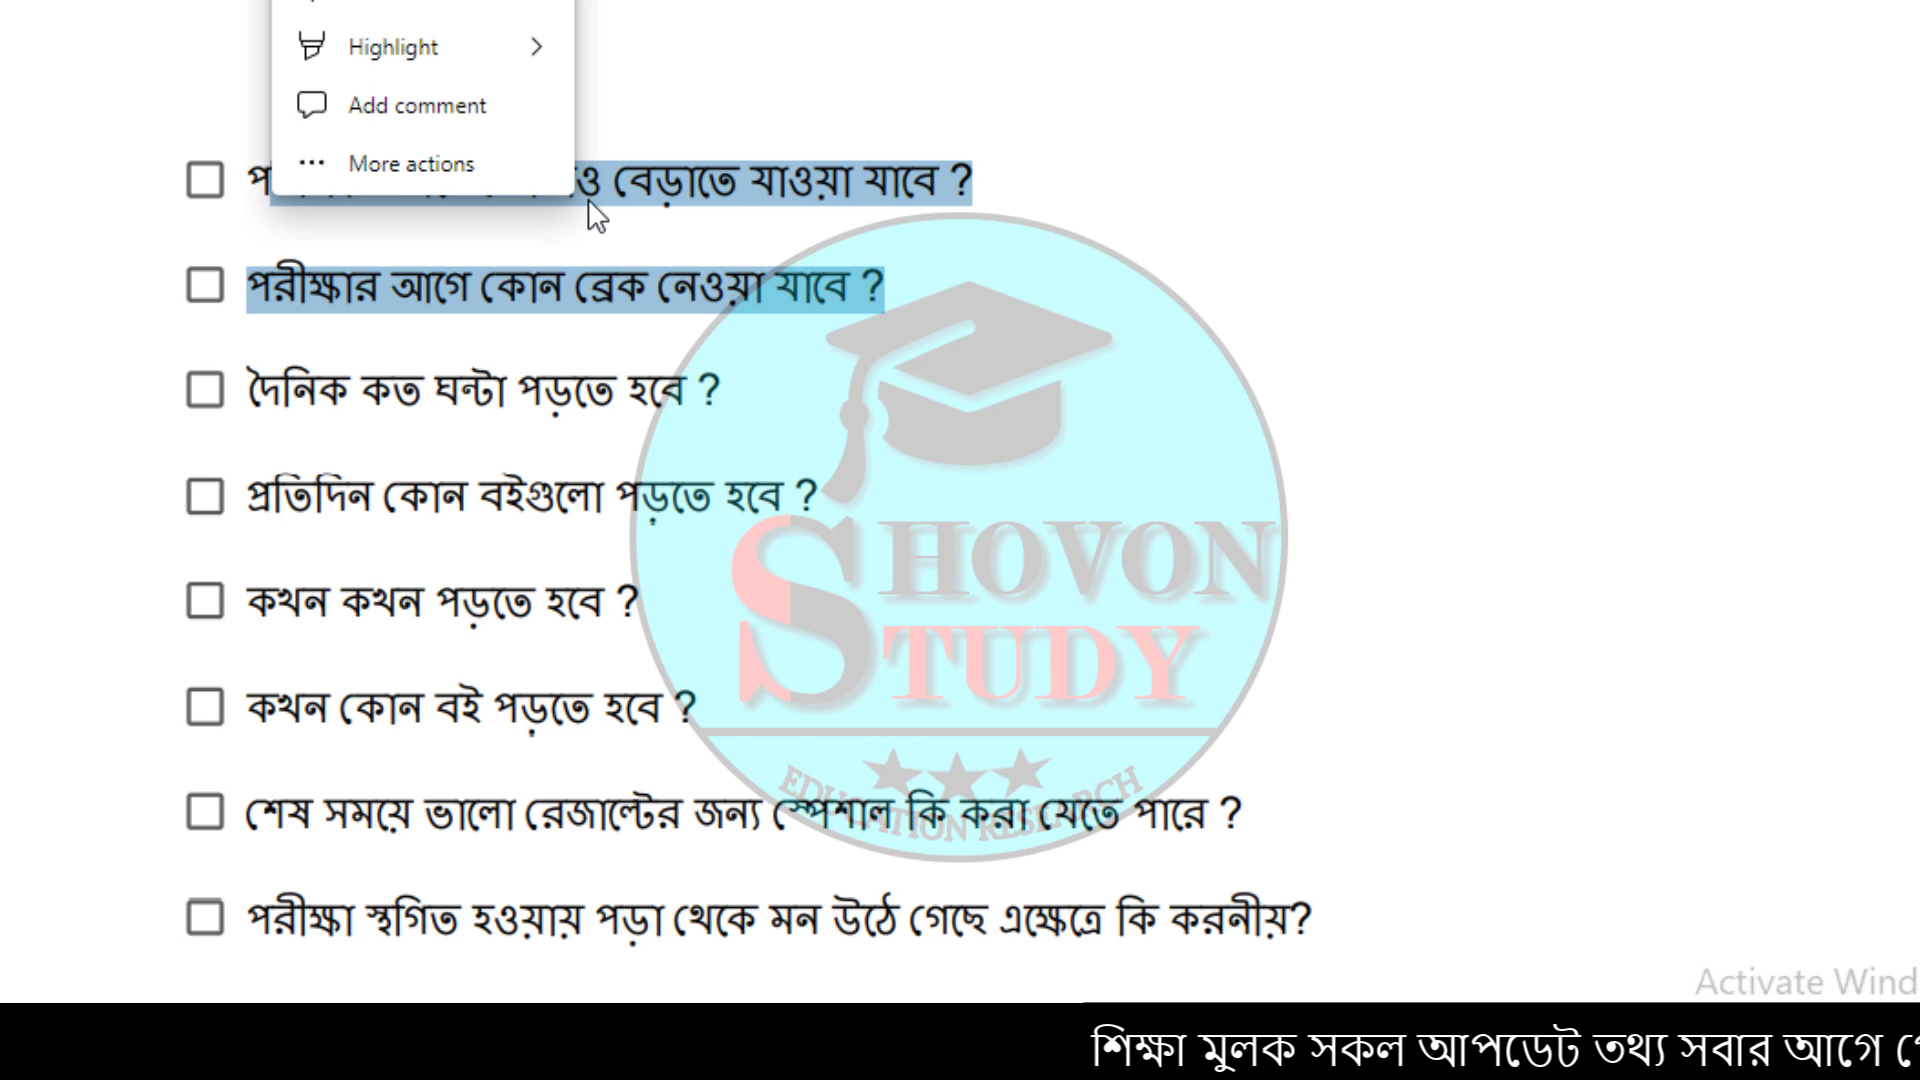 Highlight
Add comment
More actions
বেড়াতে যাওয়া যাবে ?
পরীক্ষার আগে কোন ব্রেক নেওয়া যাবে ?
দৈনিক কত ঘন্টা পড়তে হবে ?
প্রতিদিন কোন বইগুলো পড়তে হবে ?
কখন কখন পড়তে হবে ?
কখন কোন বই পড়তে হবে ?
শেষ সময়ে ভালো রেজাল্টের জন্য স্পেশাল কি করা যেতে পারে ?
পরীক্ষা স্থগিত হওয়ায় পড়া থেকে মন উঠে গেছে এক্ষেত্রে কি করনীয়?
SHOVON
STUDY
EDUCATION RESEARCH
Activate Wind
শিক্ষা মুলক সকল আপডেট তথ্য সবার আগে